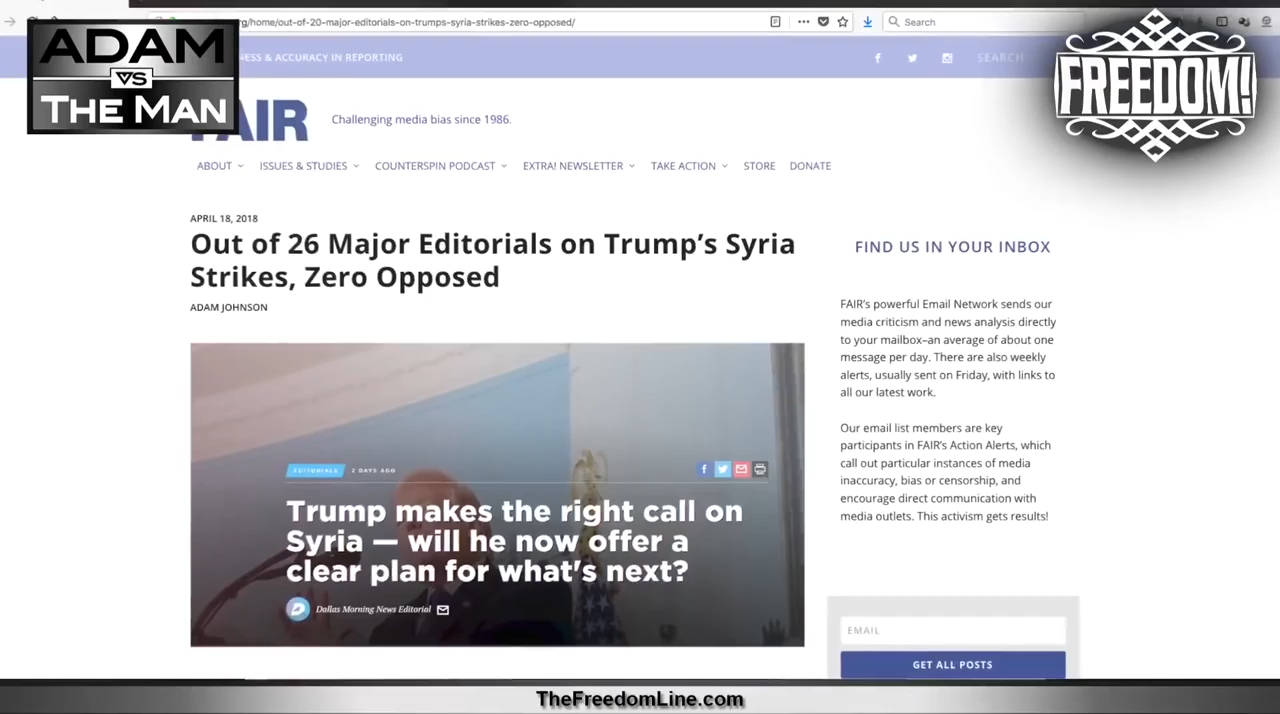 rg/home/out-of-20-major-editorials-on-trumps-syria-strikes-zero-opposed/
Search
ADAM
VS
THE MAN
FREEDOM!
ESS & ACCURACY IN REPORTING
SEARCH
AIR
Challenging media bias since 1986.
ABOUT
ISSUES & STUDIES
COUNTERSPIN PODCAST
EXTRA! NEWSLETTER
TAKE ACTION
STORE
DONATE
APRIL 18, 2018
Out of 26 Major Editorials on Trump's Syria
Strikes, Zero Opposed
ADAM JOHNSON
EDITORIALS
2 DAYS AGO
Trump makes the right call on
Syria — will he now offer a
clear plan for what's next?
Dallas Morning News Editorial
FIND US IN YOUR INBOX
FAIR's powerful Email Network sends our
media criticism and news analysis directly
to your mailbox–an average of about one
message per day. There are also weekly
alerts, usually sent on Friday, with links to
all our latest work.
Our email list members are key
participants in FAIR's Action Alerts, which
call out particular instances of media
inaccuracy, bias or censorship, and
encourage direct communication with
media outlets. This activism gets results!
EMAIL
GET ALL POSTS
TheFreedomLine.com